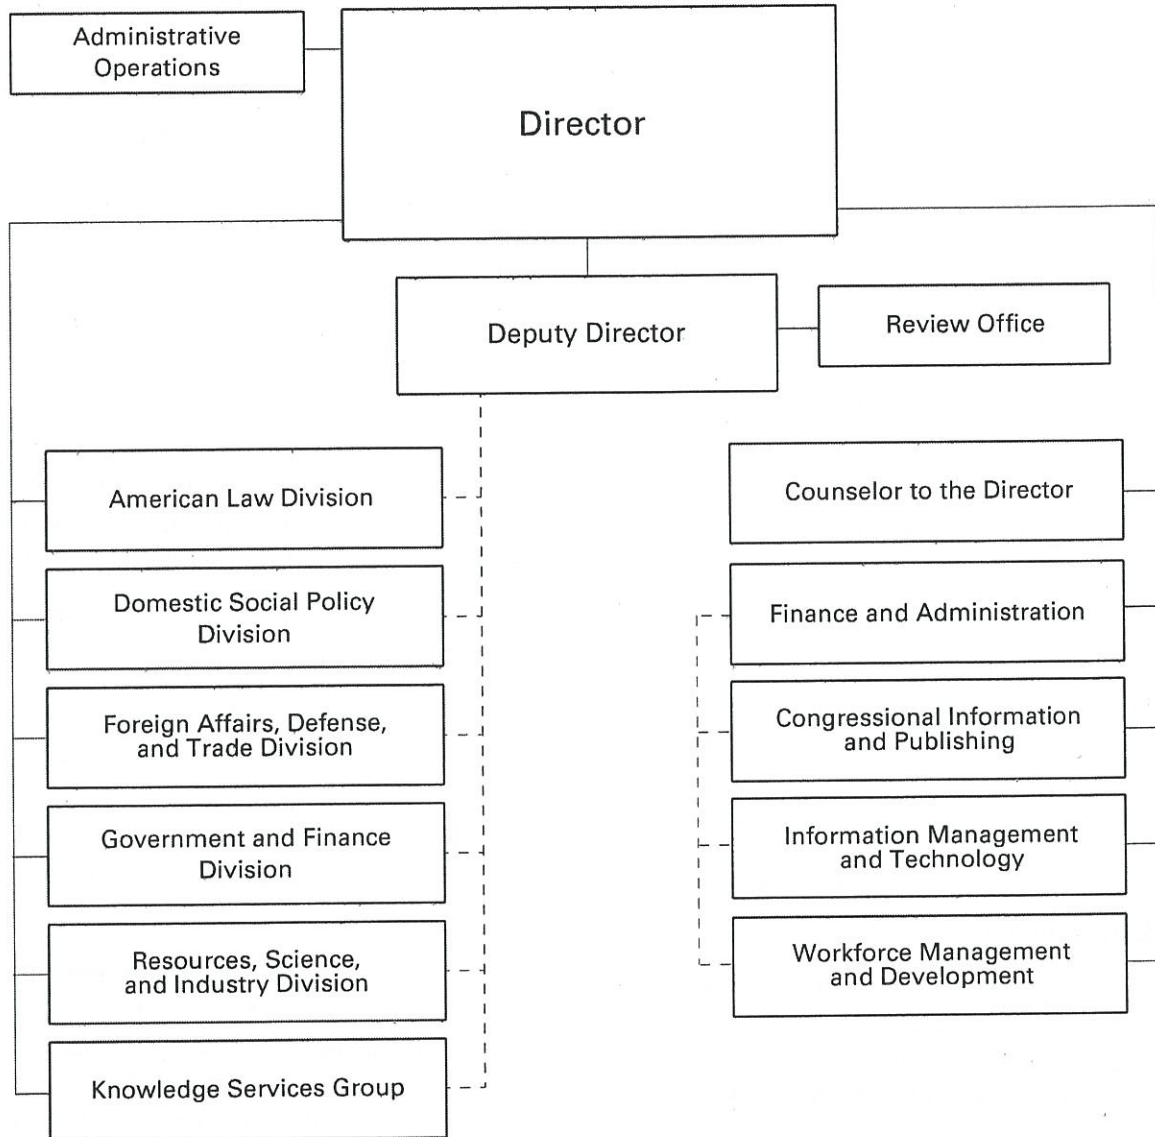 Administrative
Operations
Director
Deputy Director
Review Office
American Law Division
Domestic Social Policy
Division
Foreign Affairs, Defense,
and Trade Division
Government and Finance
Division
Resources, Science,
and Industry Division
Knowledge Services Group
Counselor to the Director
Finance and Administration
Congressional Information
and Publishing
Information Management
and Technology
Workforce Management
and Development